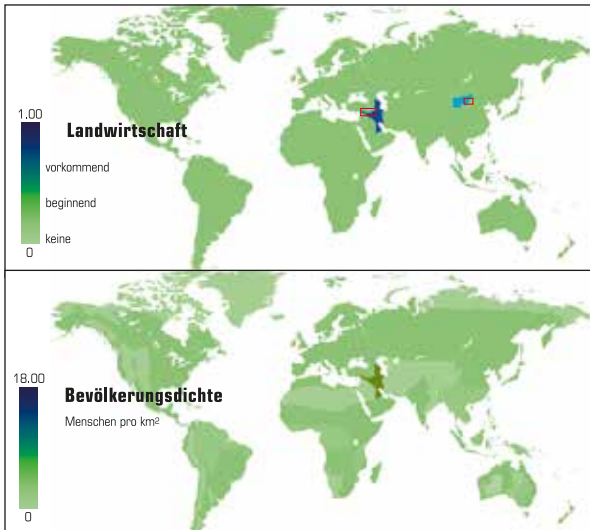 1.00
Landwirtschaft
vorkommend
beginnend
keine
0
18.00
Bevölkerungsdichte
Menschen pro km²
0